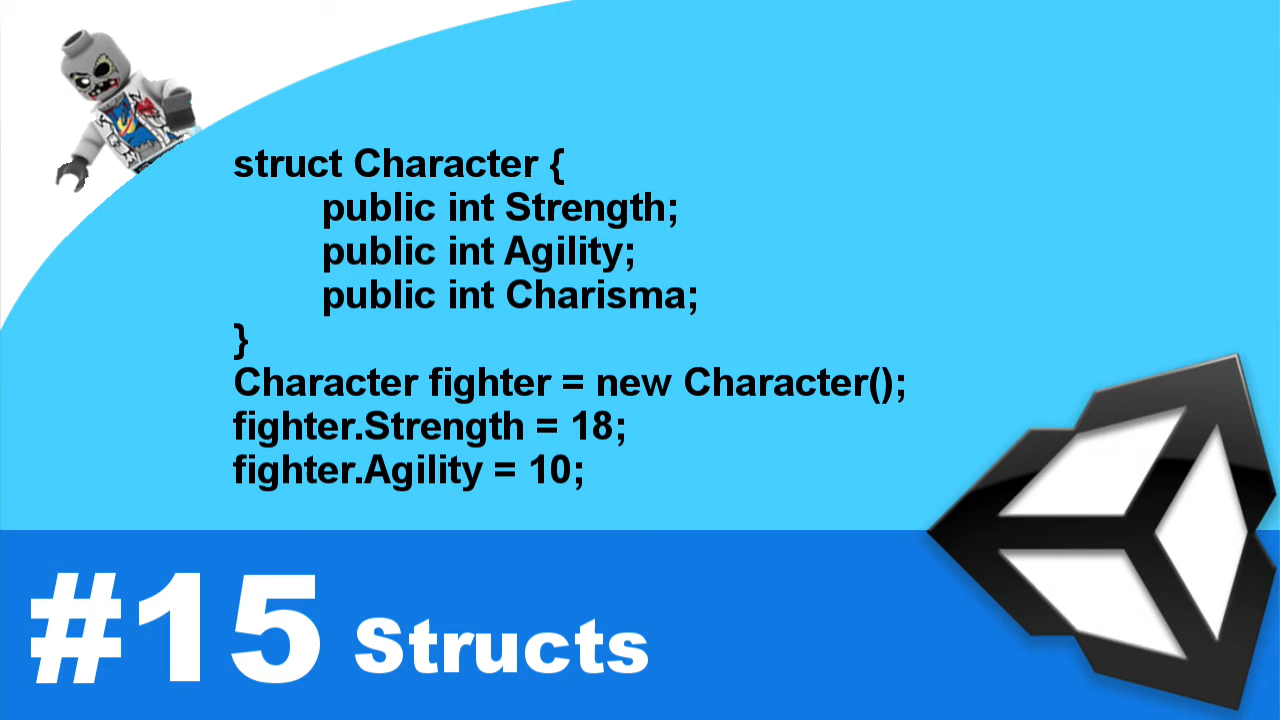 struct Character {
public int Strength;
public int Agility;
public int Charisma;
}
Character fighter = new Character();
fighter.Strength = 18;
fighter.Agility = 10;
#15 Structs